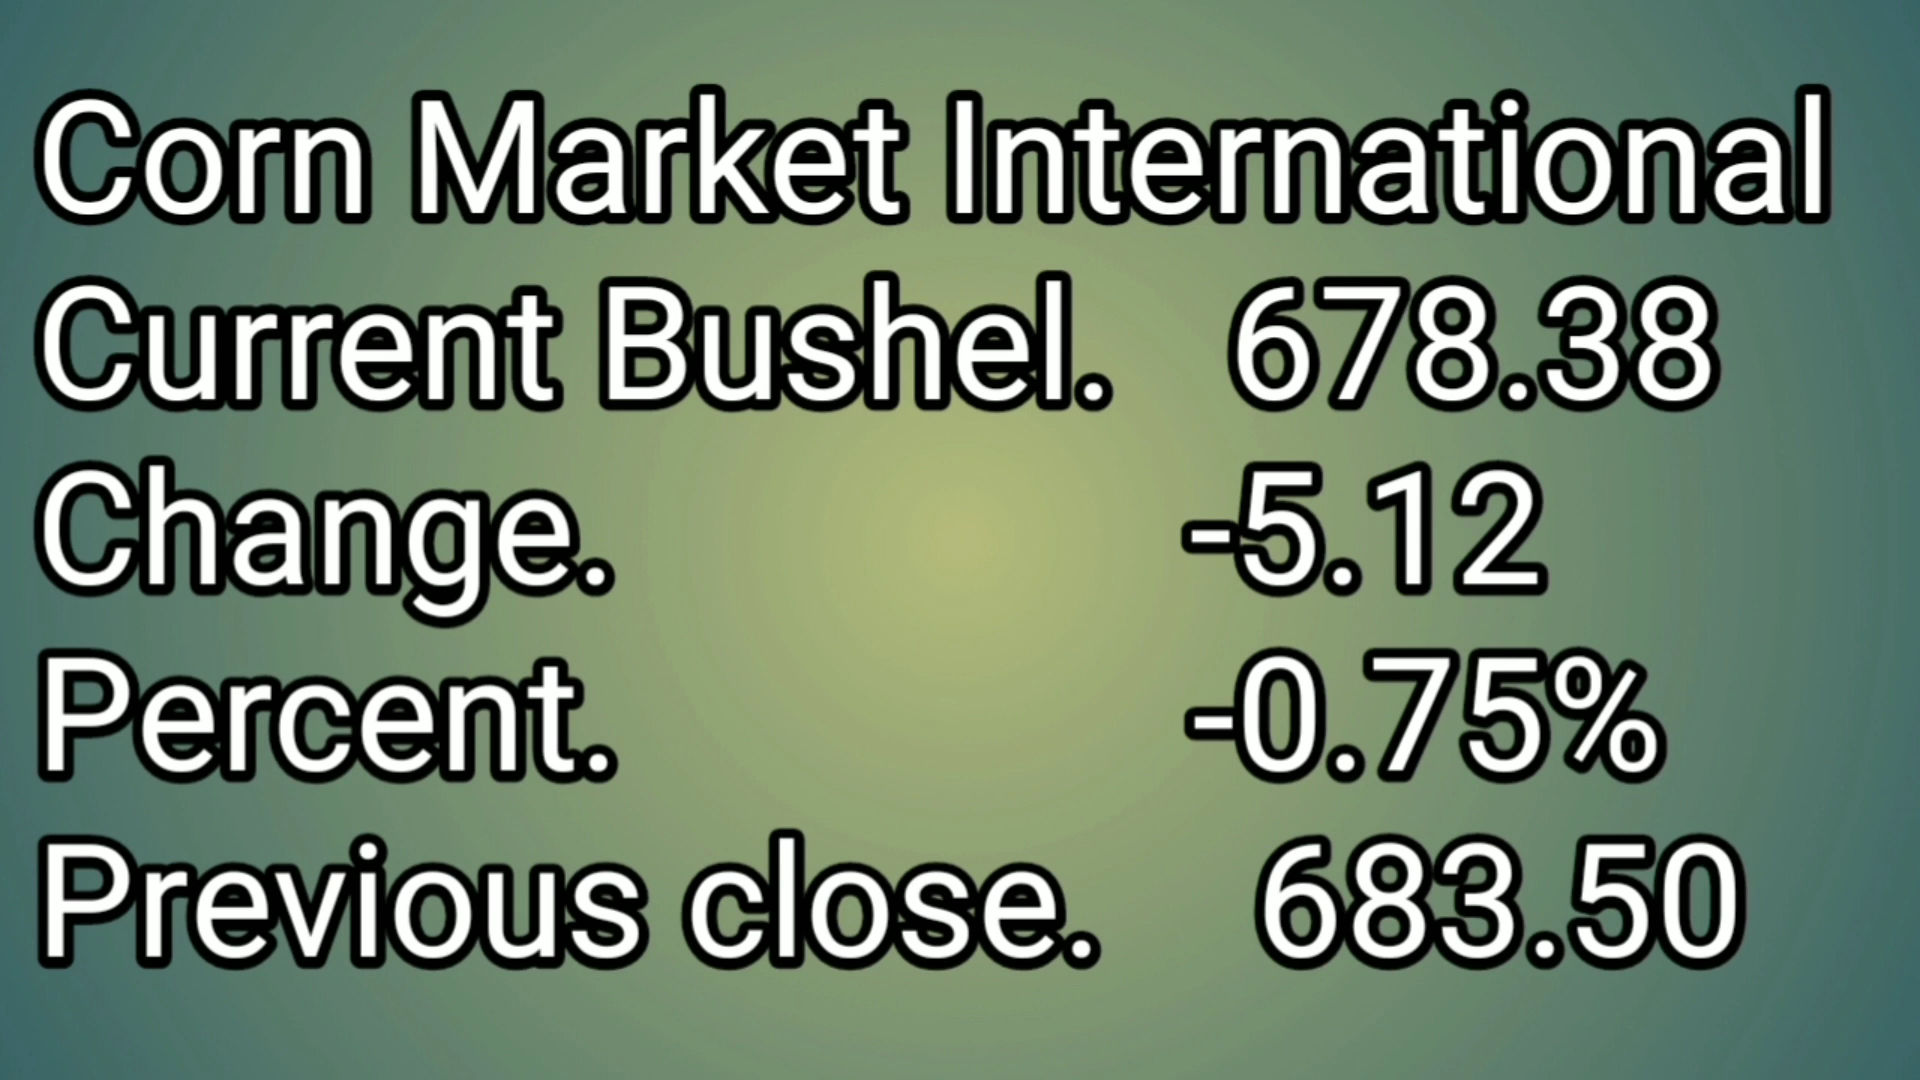 Corn Market International
Current Bushel. 678.38
Change. -5.12
Percent. -0.75%
Previous close. 683.50